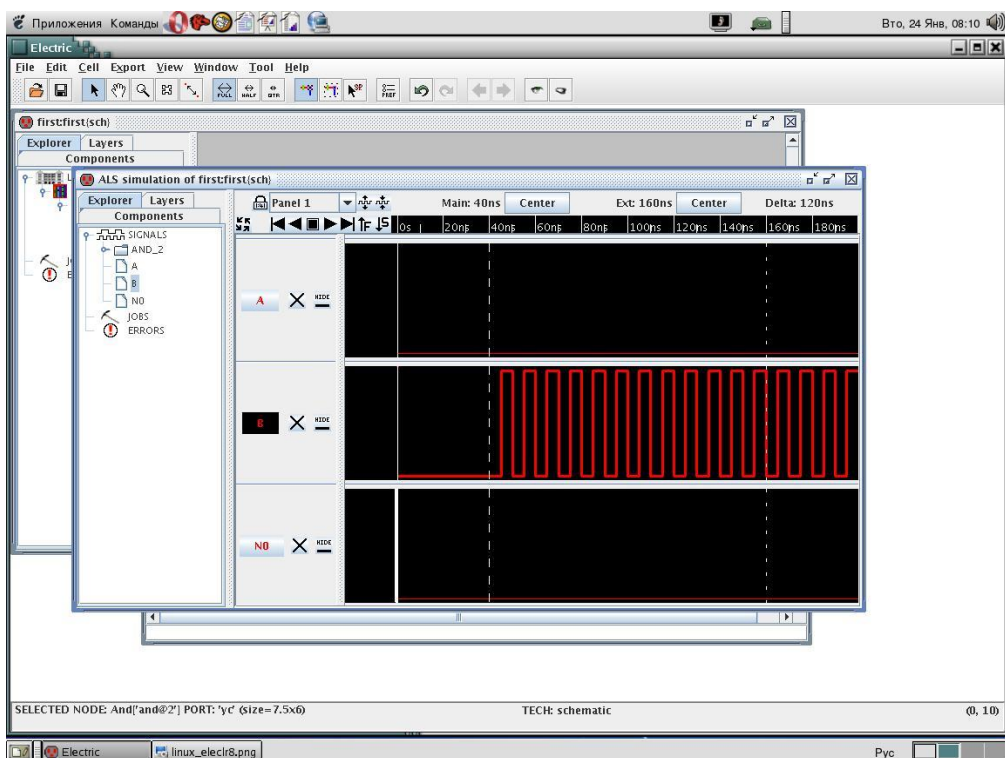 Приложения Команды
Вто, 24 Янв, 08:10
Electric
File Edit Cell Export View Window Tool Help
FULL HALF QTR PREF
first:first(sch)
Explorer Layers
Components
ALS simulation of first:first(sch)
Explorer Layers
Components
SIGNALS
AND_2
A
B
N0
JOBS
ERRORS
Panel 1 Main: 40ns Center Ext: 160ns Center Delta: 120ns
0s 20ns 40ns 60ns 80ns 100ns 120ns 140ns 160ns 180ns
A HIDE
B HIDE
N0 HIDE
SELECTED NODE: And['and@2'] PORT: 'yc' (size=7.5x6) TECH: schematic (0, 10)
Electric linux_eleclr8.png Рус